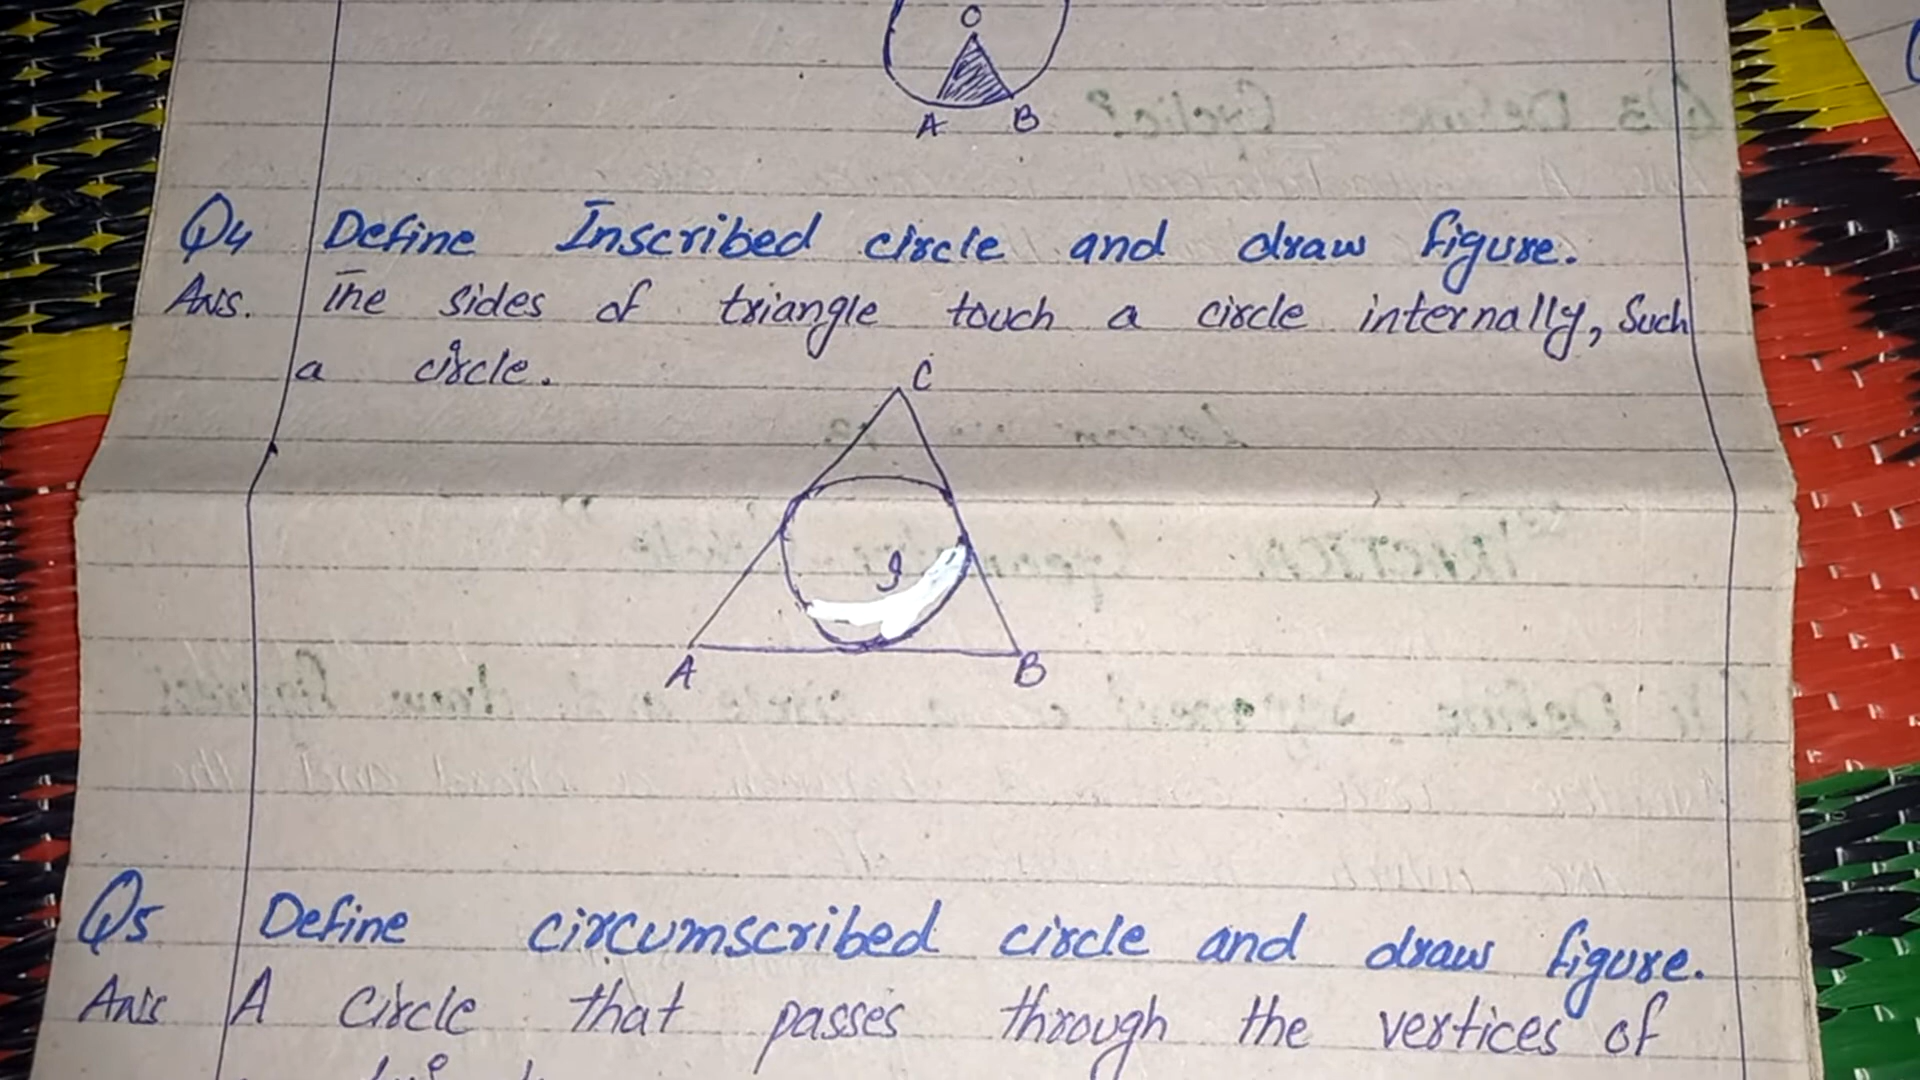 O
A B
Q4 Define Inscribed circle and draw figure.
Ans. The sides of triangle touch a circle internally, Such
a circle.
C
I
A B
Q5 Define circumscribed circle and draw figure.
Ans A Circle that passes through the vertices of